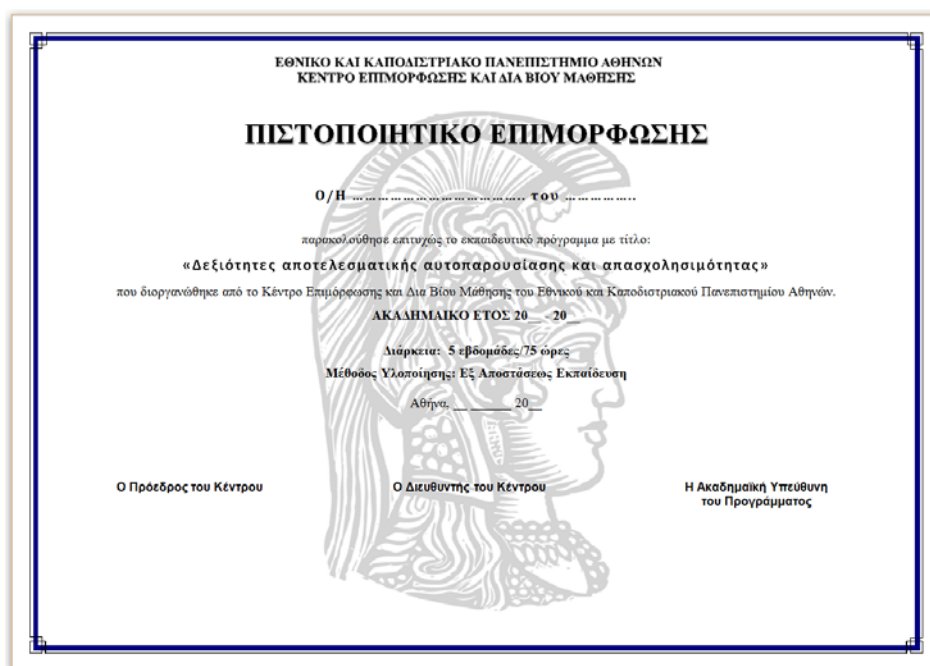 ΕΘΝΙΚΟ ΚΑΙ ΚΑΠΟΔΙΣΤΡΙΑΚΟ ΠΑΝΕΠΙΣΤΗΜΙΟ ΑΘΗΝΩΝ
ΚΕΝΤΡΟ ΕΠΙΜΟΡΦΩΣΗΣ ΚΑΙ ΔΙΑ ΒΙΟΥ ΜΑΘΗΣΗΣ
ΠΙΣΤΟΠΟΙΗΤΙΚΟ ΕΠΙΜΟΡΦΩΣΗΣ
Ο/Η ………………………………….. του ……………..
παρακολούθησε επιτυχώς το εκπαιδευτικό πρόγραμμα με τίτλο:
«Δεξιότητες αποτελεσματικής αυτοπαρουσίασης και απασχολησιμότητας»
που διοργανώθηκε από το Κέντρο Επιμόρφωσης και Δια Βίου Μάθησης του Εθνικού και Καποδιστριακού Πανεπιστημίου Αθηνών.
ΑΚΑΔΗΜΑΙΚΟ ΕΤΟΣ 20__ - 20__
Διάρκεια: 5 εβδομάδες/75 ώρες
Μέθοδος Υλοποίησης: Εξ Αποστάσεως Εκπαίδευση
Αθήνα, __ ______ 20__
Ο Πρόεδρος του Κέντρου
Ο Διευθυντής του Κέντρου
Η Ακαδημαϊκή Υπεύθυνη
του Προγράμματος